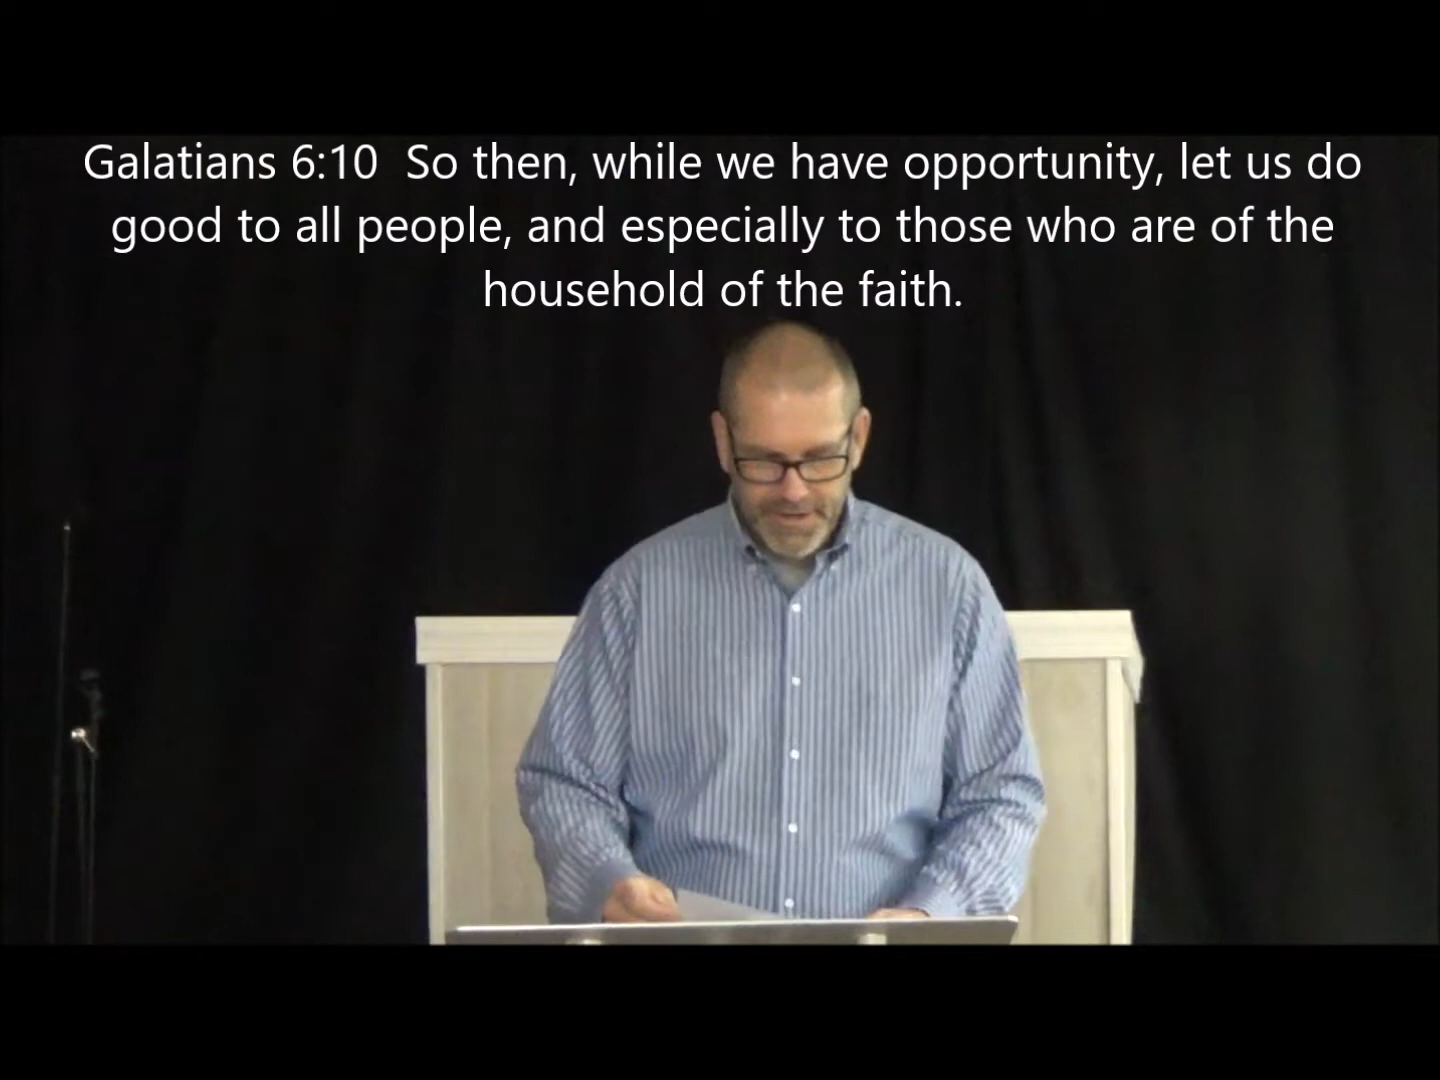 Galatians 6:10  So then, while we have opportunity, let us do
good to all people, and especially to those who are of the
household of the faith.